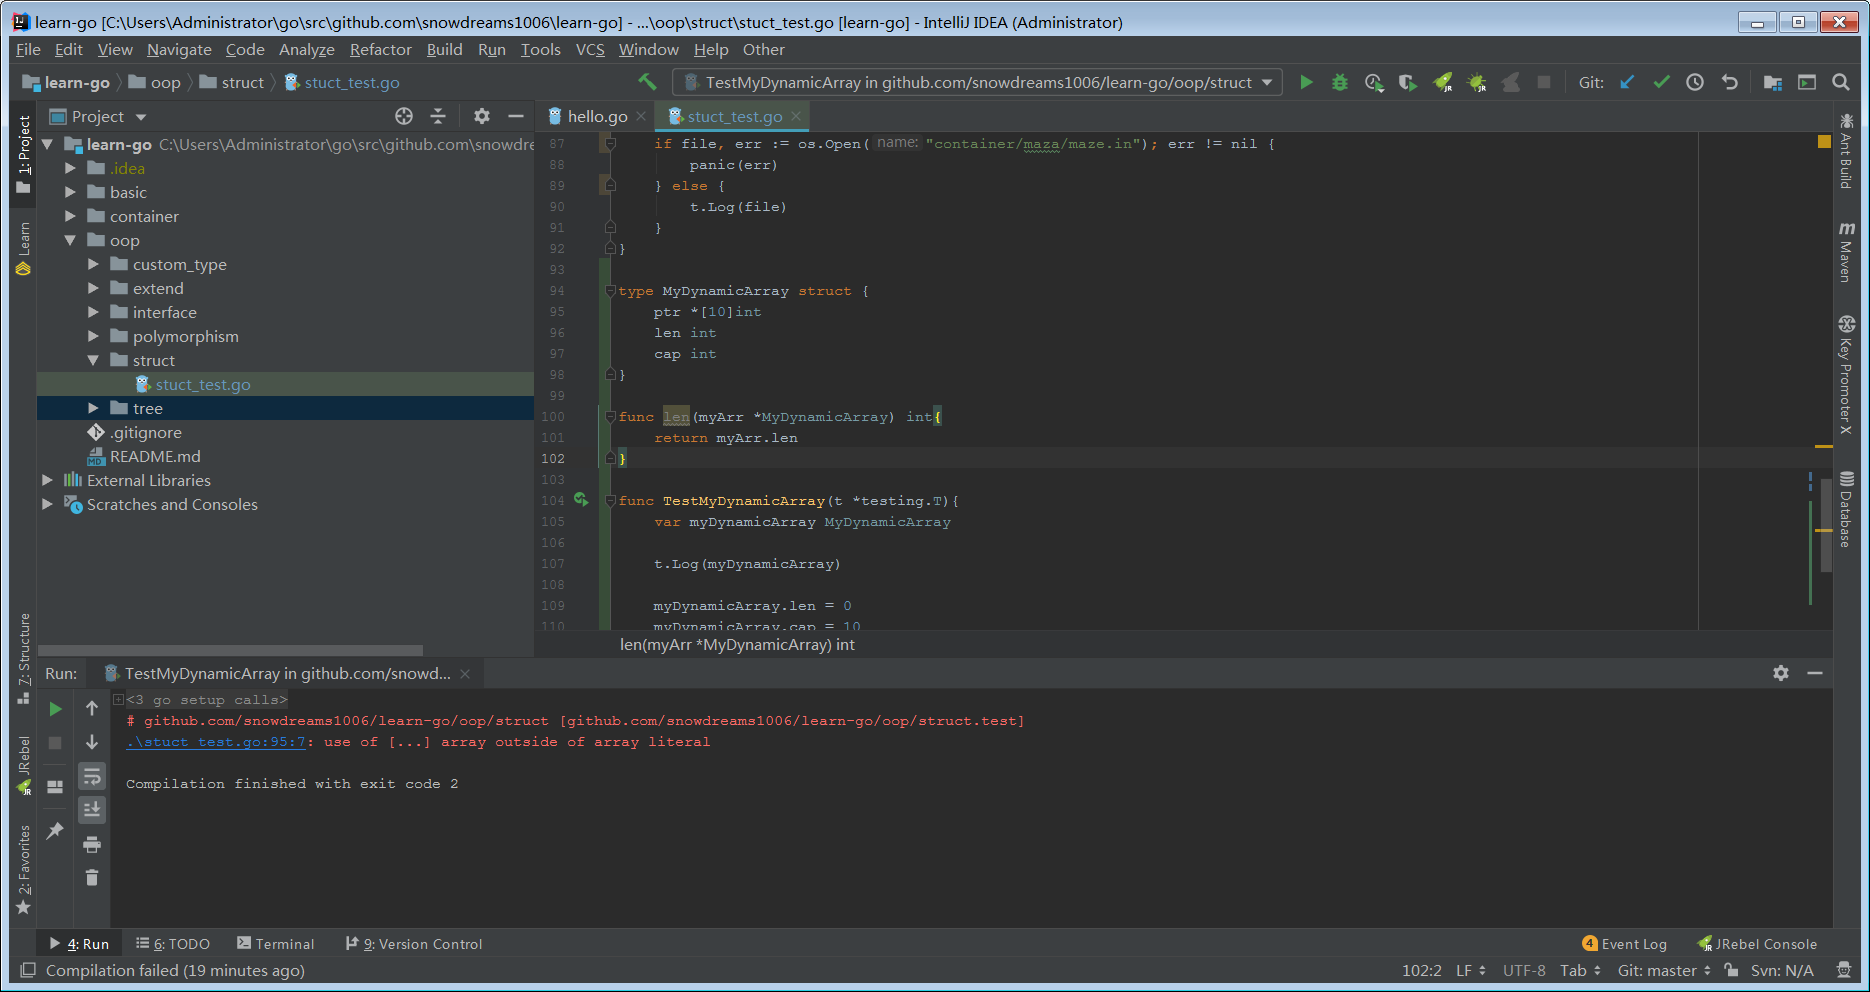 learn-go [C:\Users\Administrator\go\src\github.com\snowdreams1006\learn-go] - ...\oop\struct\stuct_test.go [learn-go] - IntelliJ IDEA (Administrator)
File Edit View Navigate Code Analyze Refactor Build Run Tools VCS Window Help Other
learn-go oop struct stuct_test.go TestMyDynamicArray in github.com/snowdreams1006/learn-go/oop/struct Git:
Project
hello.go stuct_test.go
1: Project
Learn
Z: Structure
JRebel
2: Favorites
learn-go C:\Users\Administrator\go\src\github.com\snowdre
.idea
basic
container
oop
custom_type
extend
interface
polymorphism
struct
stuct_test.go
tree
.gitignore
README.md
External Libraries
Scratches and Consoles
87 if file, err := os.Open( name: "container/maza/maze.in"); err != nil {
88 panic(err)
89 } else {
90 t.Log(file)
91 }
92 }
93
94 type MyDynamicArray struct {
95 ptr *[10]int
96 len int
97 cap int
98 }
99
100 func len(myArr *MyDynamicArray) int{
101 return myArr.len
102 }
103
104 func TestMyDynamicArray(t *testing.T){
105 var myDynamicArray MyDynamicArray
106
107 t.Log(myDynamicArray)
108
109 myDynamicArray.len = 0
110 myDynamicArray.cap = 10
len(myArr *MyDynamicArray) int
Ant Build
Maven
Key Promoter X
Database
Run: TestMyDynamicArray in github.com/snowd...
<3 go setup calls>
# github.com/snowdreams1006/learn-go/oop/struct [github.com/snowdreams1006/learn-go/oop/struct.test]
.\stuct_test.go:95:7: use of [...] array outside of array literal
Compilation finished with exit code 2
4: Run 6: TODO Terminal 9: Version Control 4 Event Log JRebel Console
Compilation failed (19 minutes ago) 102:2 LF UTF-8 Tab Git: master Svn: N/A